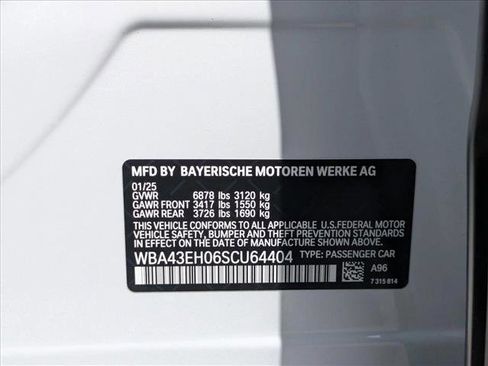 MFD BY BAYERISCHE MOTOREN WERKE AG
01/25
GVWR 6878 lbs 3120 kg
GAWR FRONT 3417 lbs 1550 kg
GAWR REAR 3726 lbs 1690 kg
THIS VEHICLE CONFORMS TO ALL APPLICABLE U.S.FEDERAL MOTOR
VEHICLE SAFETY, BUMPER AND THEFT PREVENTION STANDARDS
IN EFFECT ON THE DATE OF MANUFACTURE SHOWN ABOVE.
WBA43EH06SCU64404 TYPE: PASSENGER CAR
A96
7 315 814